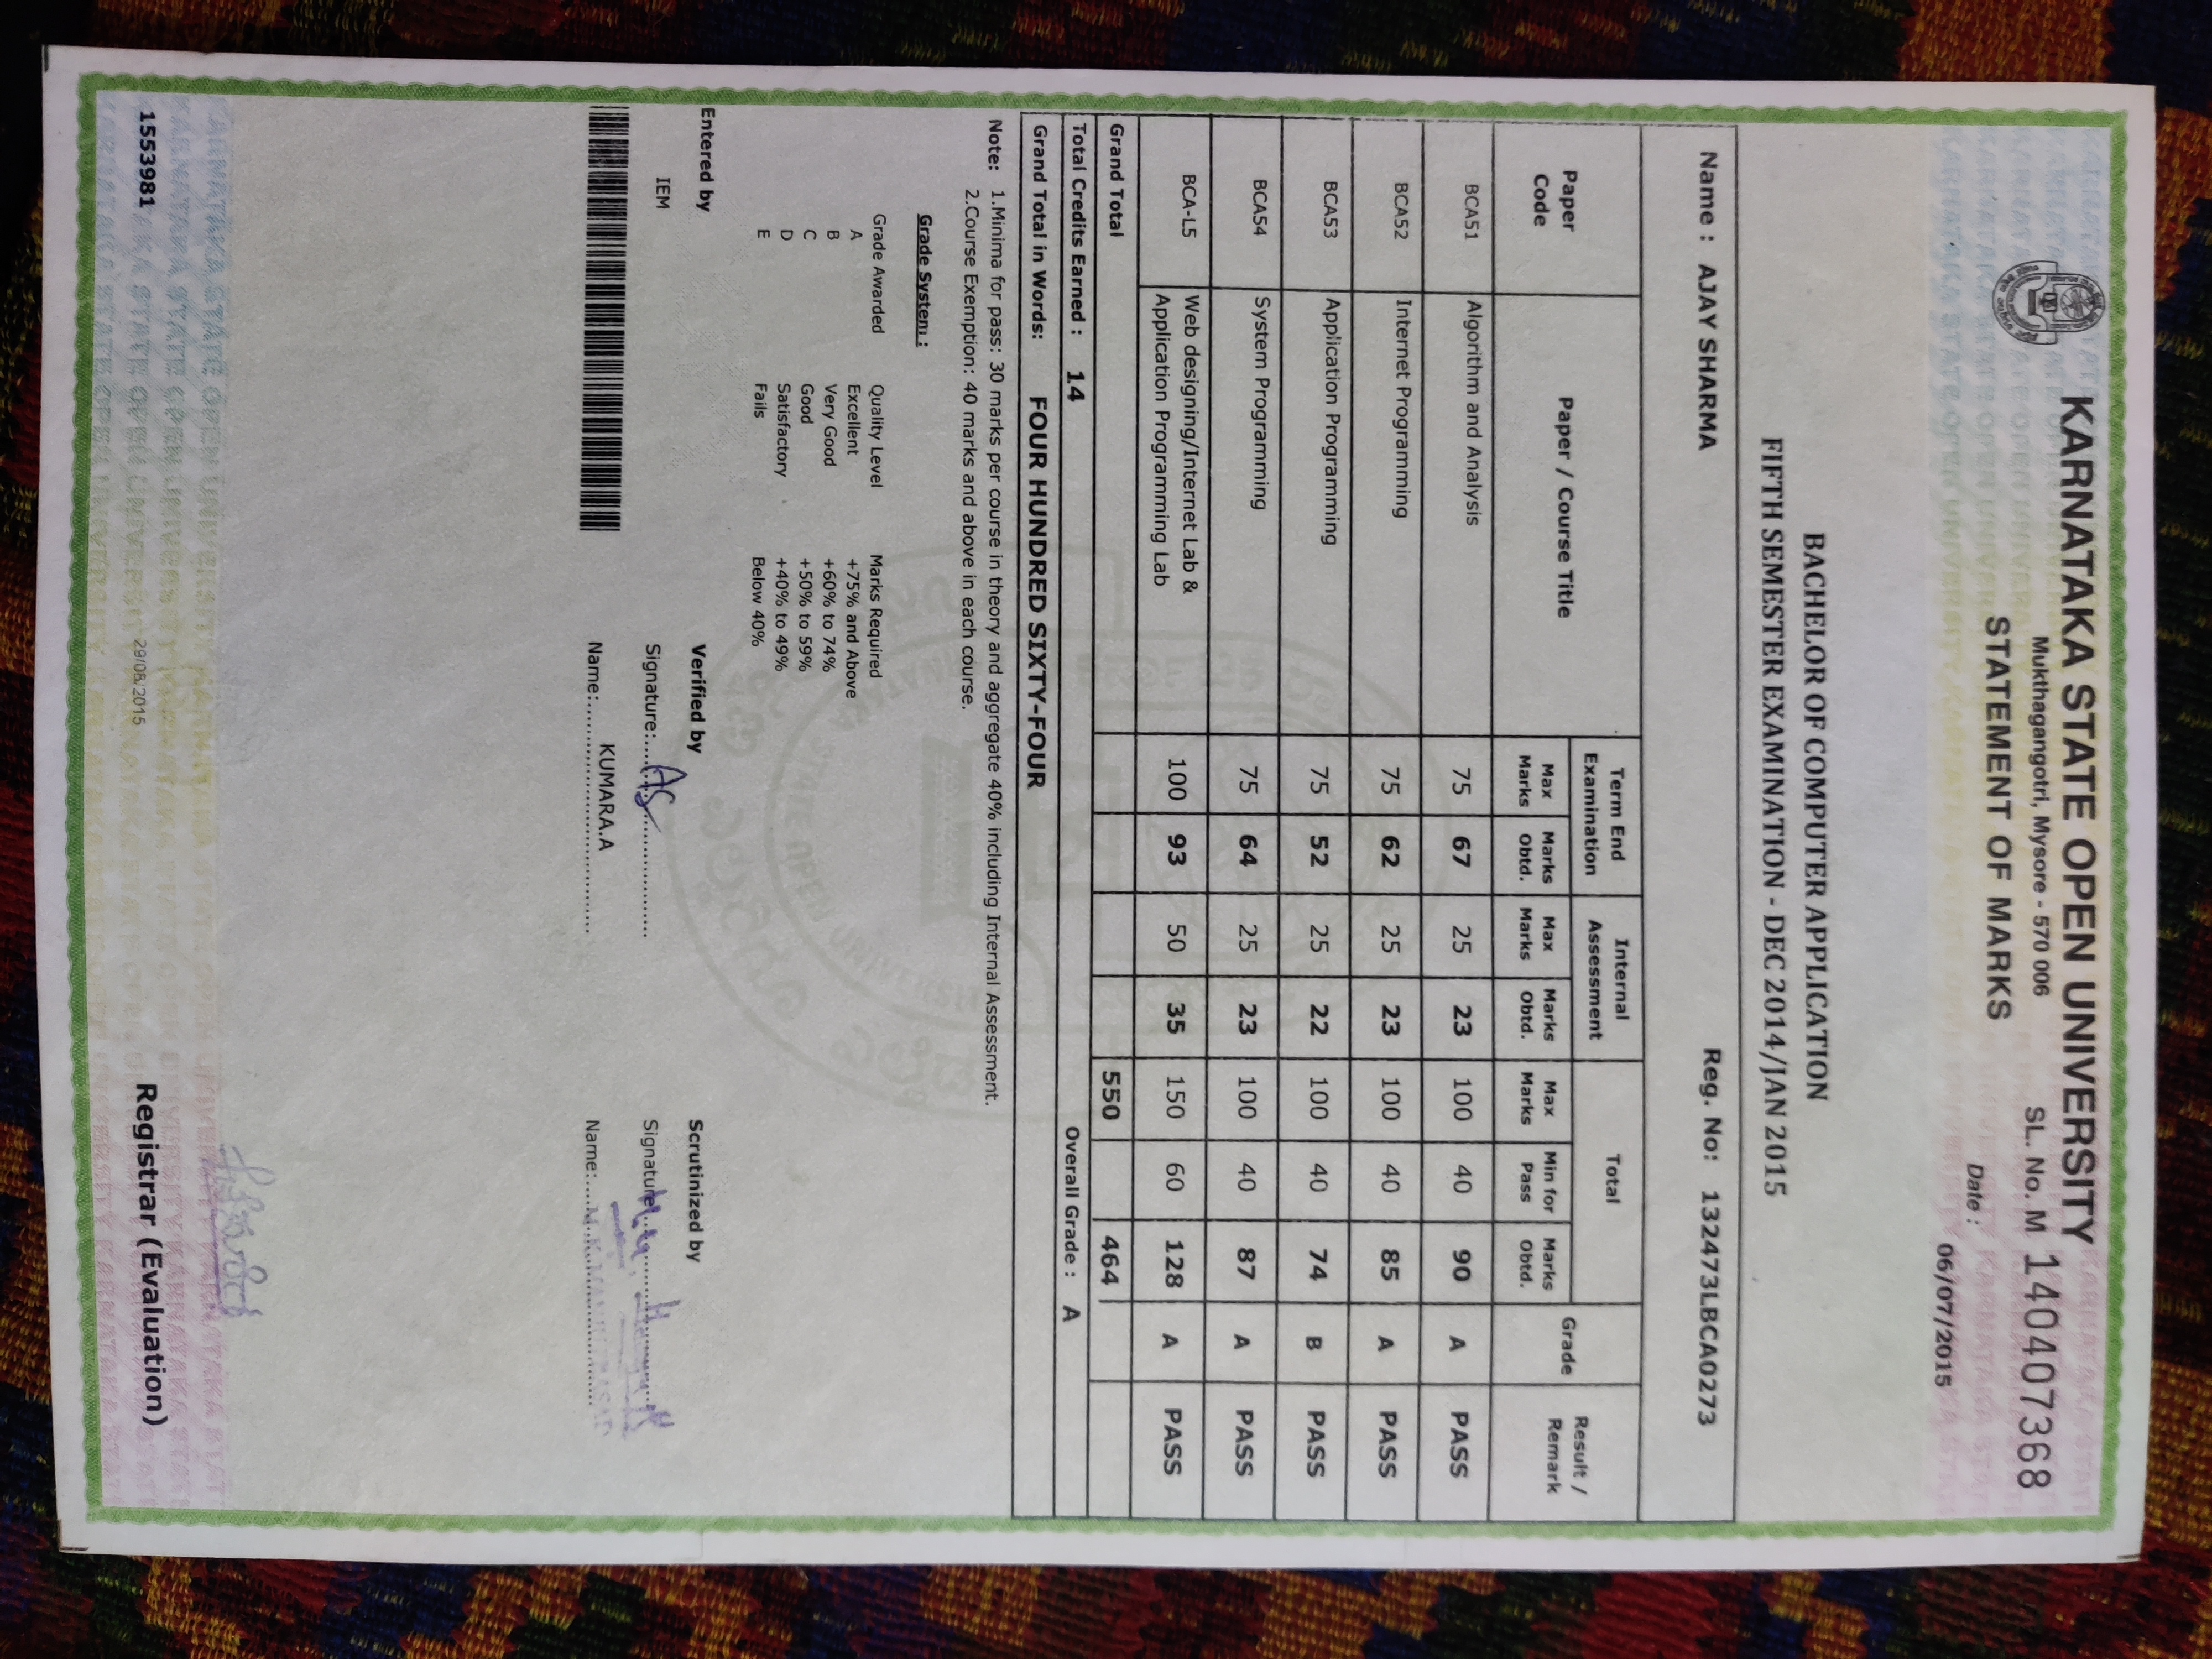 KARNATAKA STATE OPEN UNIVERSITY
Mukthagangotri, Mysore - 570 006
SL. No. M 140407368
STATEMENT OF MARKS
Date :
06/07/2015
BACHELOR OF COMPUTER APPLICATION
FIFTH SEMESTER EXAMINATION - DEC 2014/JAN 2015
Name : AJAY SHARMA Reg. No: 132473LBCA0273
Paper Code Paper / Course Title Term End Examination Internal Assessment Total Grade Result / Remark
Max Marks Marks Obtd. Max Marks Marks Obtd. Max Marks Min for Pass Marks Obtd.
BCA51 Algorithm and Analysis 75 67 25 23 100 40 90 A PASS
BCA52 Internet Programming 75 62 25 23 100 40 85 A PASS
BCA53 Application Programming 75 52 25 22 100 40 74 B PASS
BCA54 System Programming 75 64 25 23 100 40 87 A PASS
BCA-L5 Web designing/Internet Lab & 100 93 50 35 150 60 128 A PASS
Application Programming Lab
Grand Total 550 464
Total Credits Earned : 14 Overall Grade : A
Grand Total in Words: FOUR HUNDRED SIXTY-FOUR
Note: 1.Minima for pass: 30 marks per course in theory and aggregate 40% including Internal Assessment.
2.Course Exemption: 40 marks and above in each course.
Grade System :
Grade Awarded Quality Level Marks Required
A Excellent +75% and Above
B Very Good +60% to 74%
C Good +50% to 59%
D Satisfactory +40% to 49%
E Fails Below 40%
Entered by Verified by Scrutinized by
IEM Signature: AS Signature
Name: KUMARA.A Name:
Registrar (Evaluation)
1553981 29/08/2015